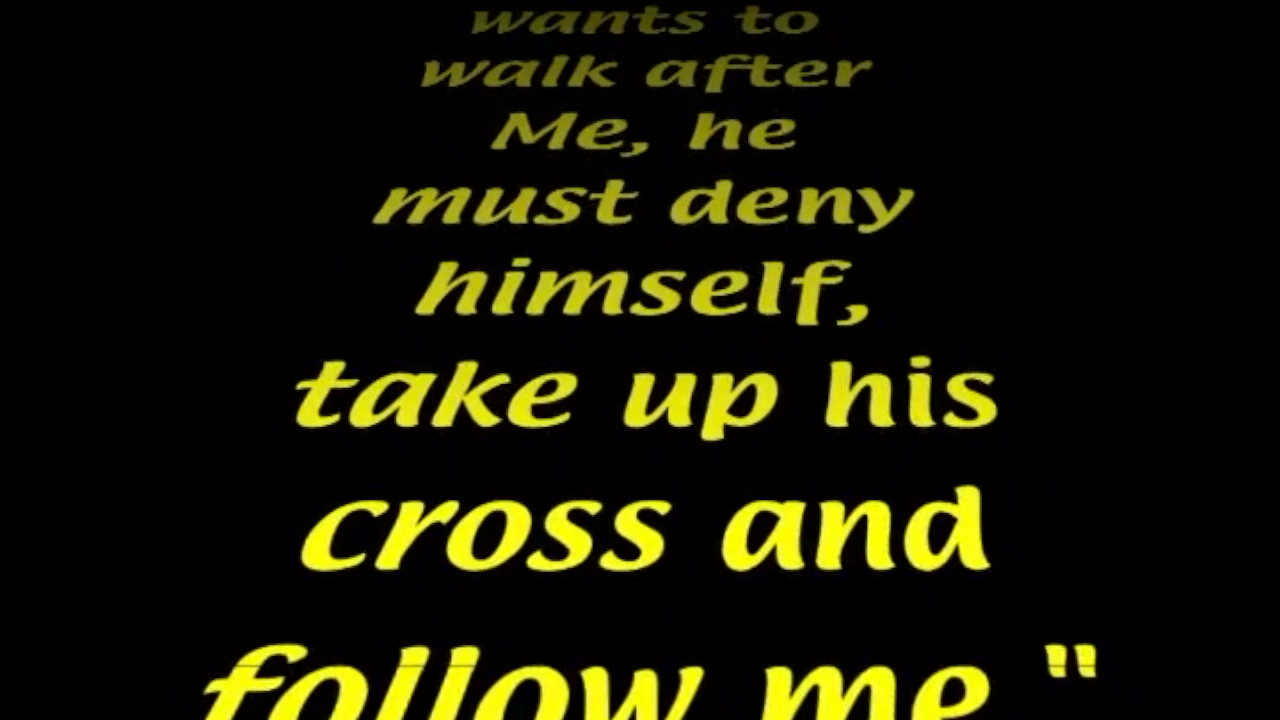 wants to
walk after
Me, he
must deny
himself,
take up his
cross and
follow me"